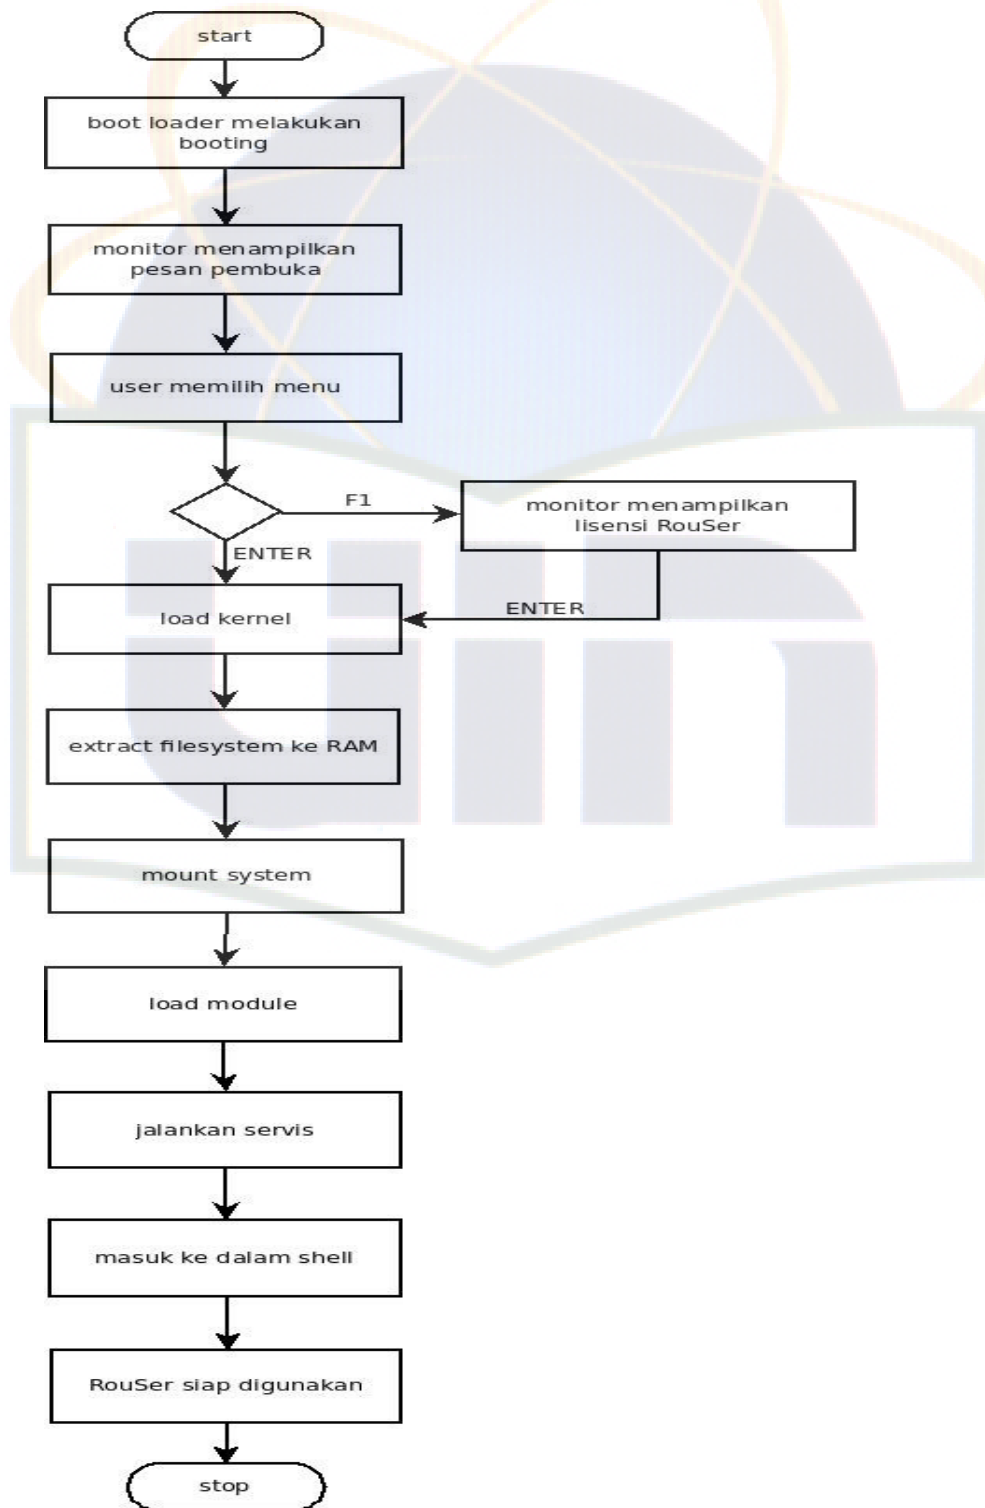 start
boot loader melakukan
booting
monitor menampilkan
pesan pembuka
user memilih menu
F1
monitor menampilkan
lisensi RouSer
ENTER
ENTER
load kernel
extract filesystem ke RAM
mount system
load module
jalankan servis
masuk ke dalam shell
RouSer siap digunakan
stop
uin